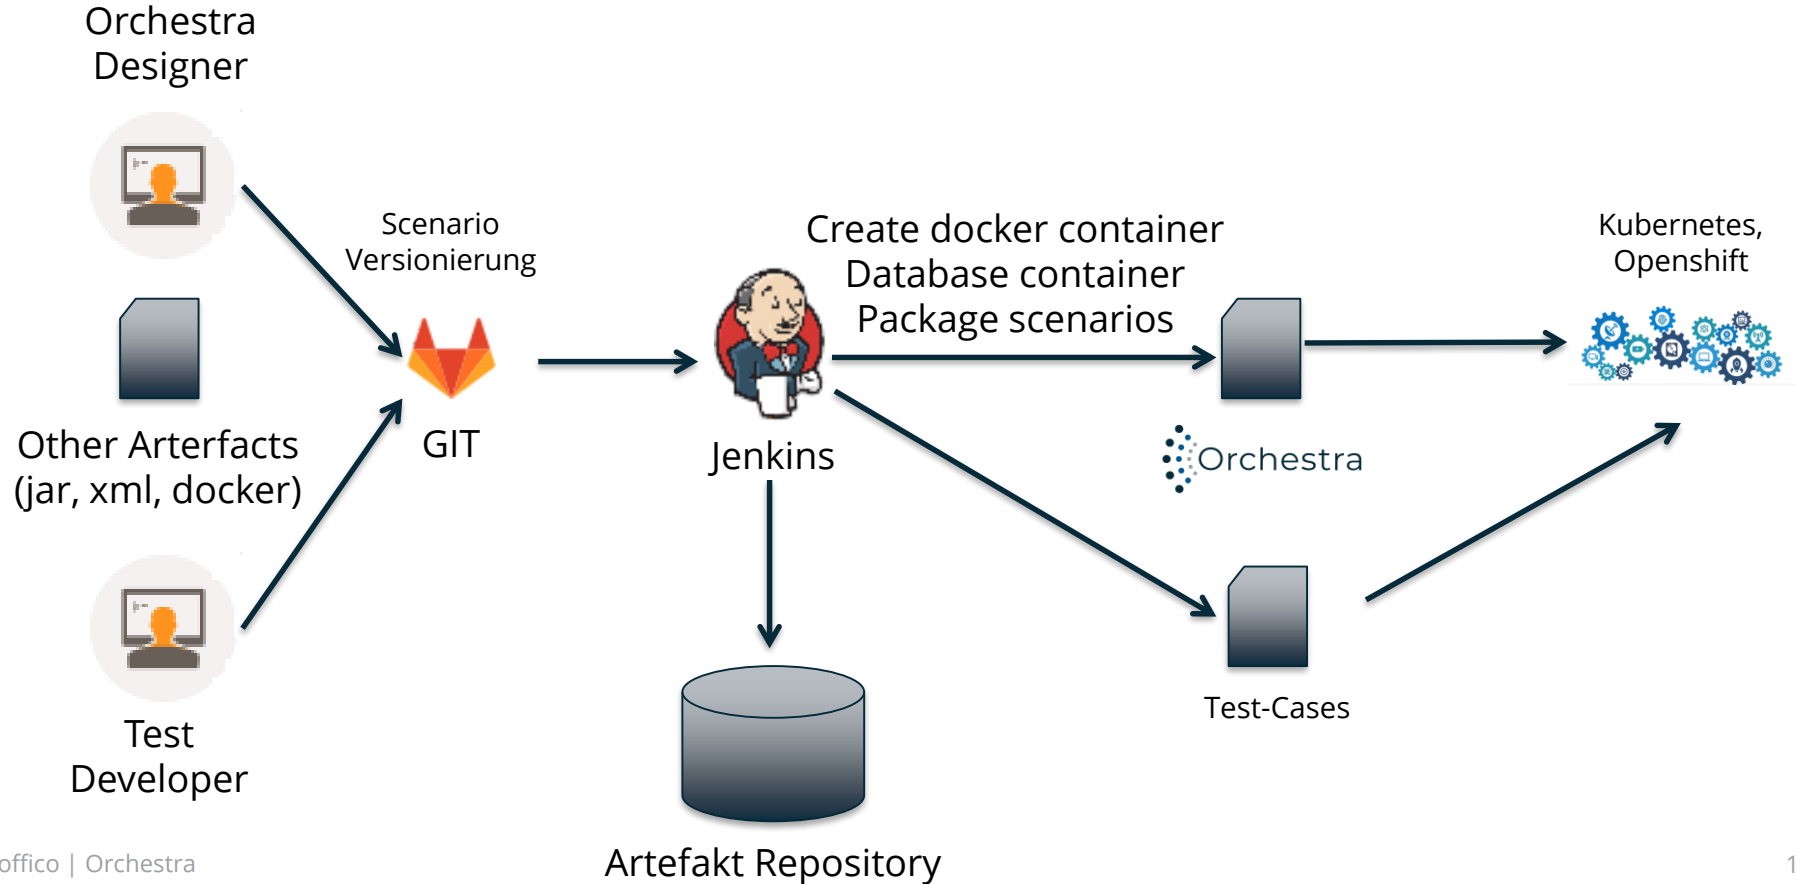 Orchestra
Designer
Scenario
Versionierung
Create docker container
Database container
Package scenarios
Kubernetes,
Openshift
Other Arterfacts
(jar, xml, docker)
GIT
Jenkins
Orchestra
Test
Developer
Test-Cases
Artefakt Repository
offico | Orchestra
1